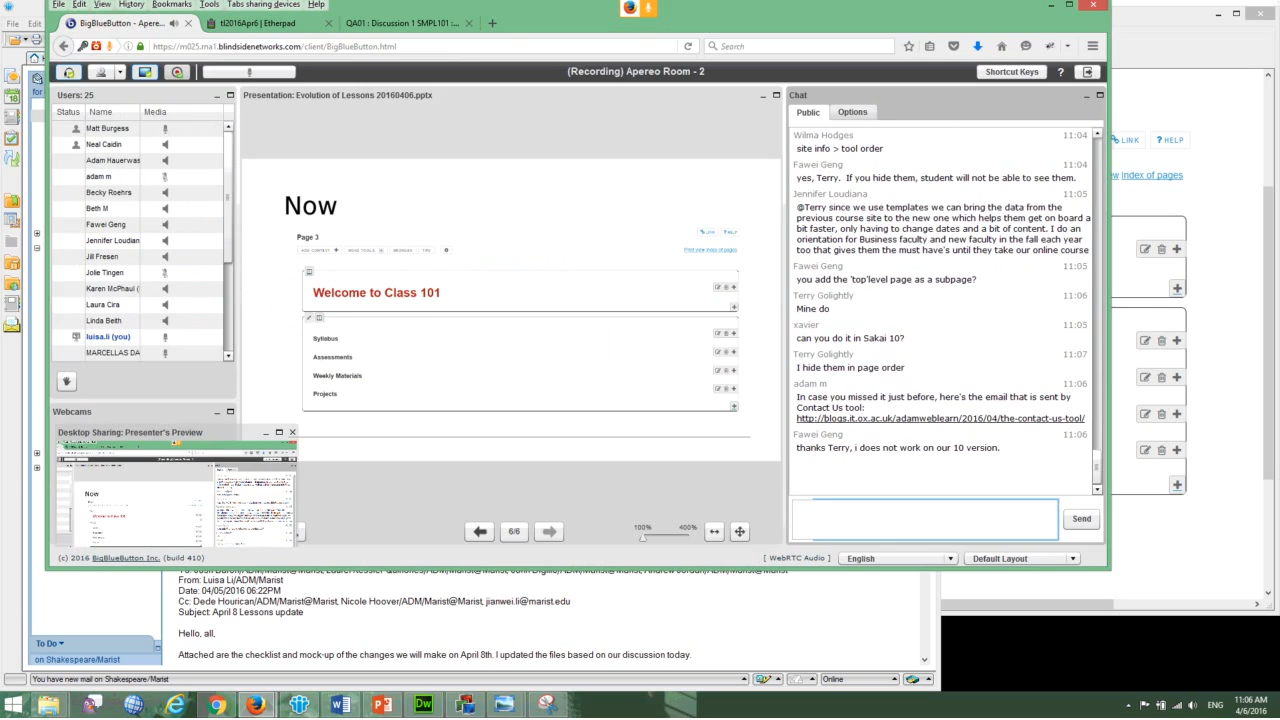 File Edit View History Bookmarks Tools Tabs sharing devices Help
BigBlueButton - Apere...
tl2016Apr6 | Etherpad
QA01 : Discussion 1 SMPL101 :...
https://m025.ma1.blindsidenetworks.com/client/BigBlueButton.html
Search
(Recording) Apereo Room - 2
Shortcut Keys
Users: 25
Status Name Media
Matt Burgess
Neal Caidin
Adam Hauerwas
adam m
Becky Roehrs
Beth M
Fawei Geng
Jennifer Loudian
Jill Fresen
Jolie Tingen
Karen McPhaul (
Laura Cira
Linda Beith
luisa.li (you)
MARCELLAS DA
Webcams
Desktop Sharing: Presenter's Preview
Now
(c) 2016 BigBlueButton Inc. (build 410)
Presentation: Evolution of Lessons 20160406.pptx
Now
Page 3
Print view Index of pages
Welcome to Class 101
Syllabus
Assessments
Weekly Materials
Projects
6/6
100%
400%
Chat
Public Options
Wilma Hodges 11:04
site info > tool order
Fawei Geng 11:04
yes, Terry. If you hide them, student will not be able to see them.
Jennifer Loudiana 11:05
@Terry since we use templates we can bring the data from the
previous course site to the new one which helps them get on board a
bit faster, only having to change dates and a bit of content. I do an
orientation for Business faculty and new faculty in the fall each year
too that gives them the must have's until they take our online course
Fawei Geng 11:05
you add the 'top'level page as a subpage?
Terry Golightly 11:06
Mine do
xavier 11:05
can you do it in Sakai 10?
Terry Golightly 11:07
I hide them in page order
adam m 11:06
In case you missed it just before, here's the email that is sent by
Contact Us tool:
http://blogs.it.ox.ac.uk/adamweblearn/2016/04/the-contact-us-tool/
Fawei Geng 11:06
thanks Terry, i does not work on our 10 version.
Send
[ WebRTC Audio ]
English
Default Layout
LINK
HELP
Index of pages
From: Luisa Li/ADM/Marist
Date: 04/05/2016 06:22PM
Cc: Dede Hourican/ADM/Marist@Marist, Nicole Hoover/ADM/Marist@Marist, jianwei.li@marist.edu
Subject: April 8 Lessons update
Hello, all,
Attached are the checklist and mock-up of the changes we will make on April 8th. I updated the files based on our discussion today.
To Do
on Shakespeare/Marist
You have new mail on Shakespeare/Marist
Online
ENG
11:06 AM
4/6/2016